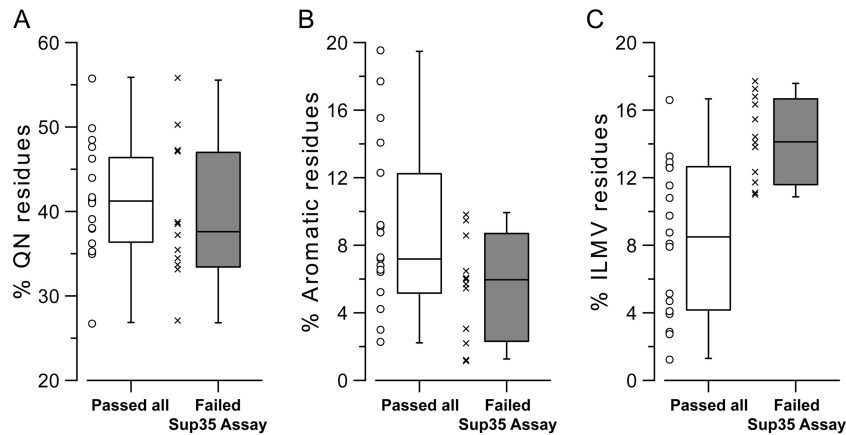 A
B
C
% QN residues
60
50
40
30
20
Passed all
Failed
Sup35 Assay
% Aromatic residues
20
16
12
8
4
0
Passed all
Failed
Sup35 Assay
% ILMV residues
20
16
12
8
4
0
Passed all
Failed
Sup35 Assay